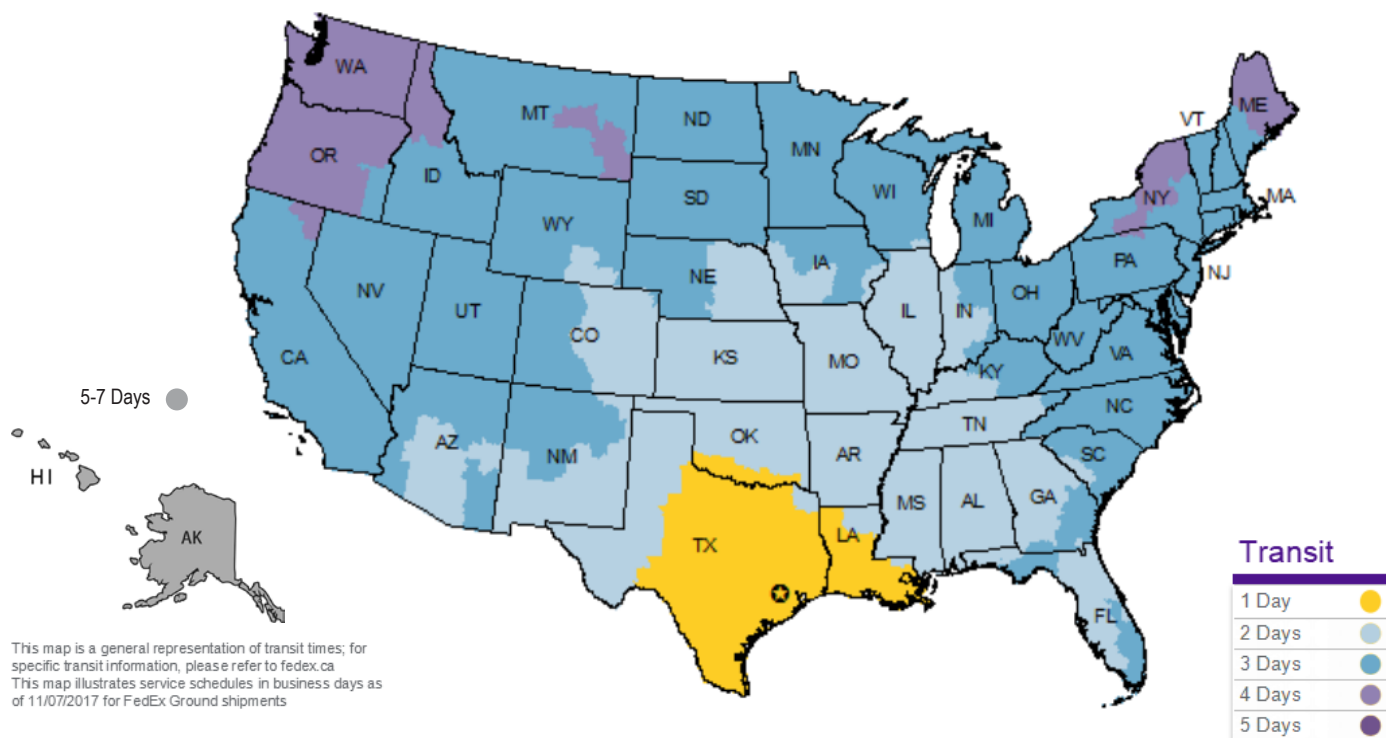 WA
MT
ND
MN
VT
ME
OR
ID
SD
WI
MI
NY
MA
WY
NE
IA
PA
NJ
NV
UT
CO
IL
IN
OH
WV
VA
CA
KS
MO
KY
NC
5-7 Days
AZ
NM
OK
AR
TN
SC
HI
MS
AL
GA
AK
TX
LA
FL
Transit
1 Day
2 Days
3 Days
4 Days
5 Days
This map is a general representation of transit times; for
specific transit information, please refer to fedex.ca
This map illustrates service schedules in business days as
of 11/07/2017 for FedEx Ground shipments